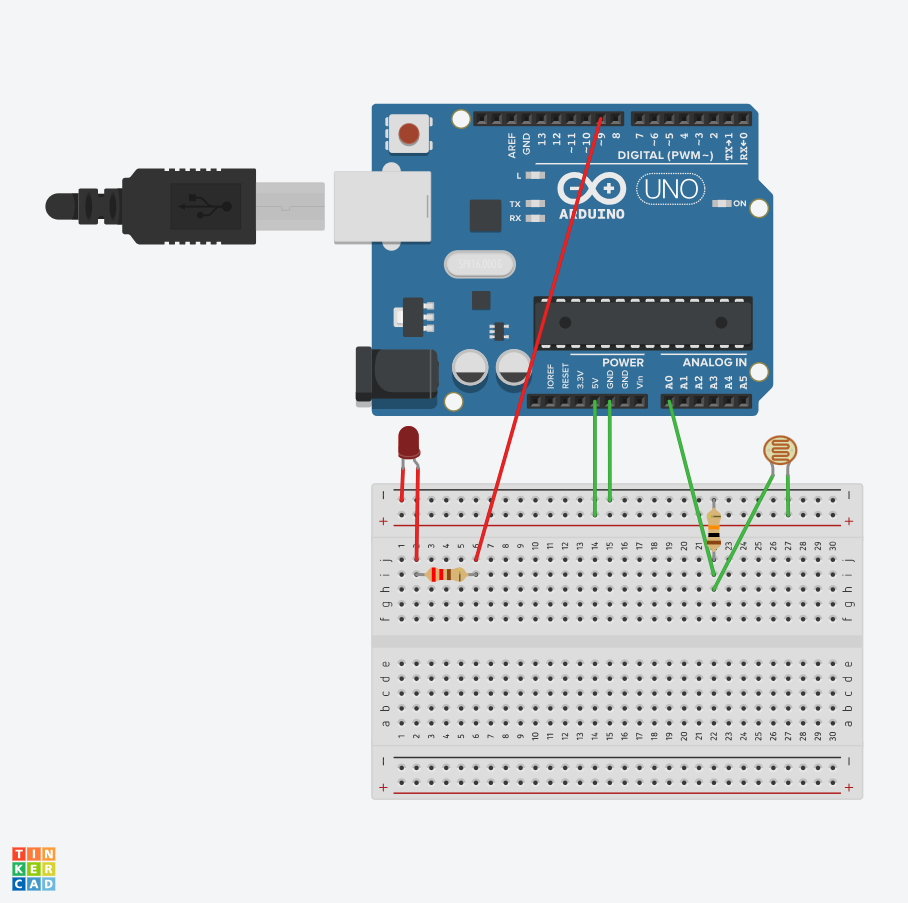 AREF
GND
13
12
~11
~10
~9
8
7
~6
~5
4
~3
2
TX→1
RX←0
DIGITAL (PWM~)
L
TX
RX
ARDUINO
UNO
ON
POWER
ANALOG IN
IOREF
RESET
3.3V
5V
GND
GND
Vin
A0
A1
A2
A3
A4
A5
− −
+ +
1 2 3 4 5 6 7 8 9 10 11 12 13 14 15 16 17 18 19 20 21 22 23 24 25 26 27 28 29 30
j j
i i
h h
g g
f f
e e
d d
c c
b b
a a
1 2 3 4 5 6 7 8 9 10 11 12 13 14 15 16 17 18 19 20 21 22 23 24 25 26 27 28 29 30
− −
+ +
TIN
KER
CAD